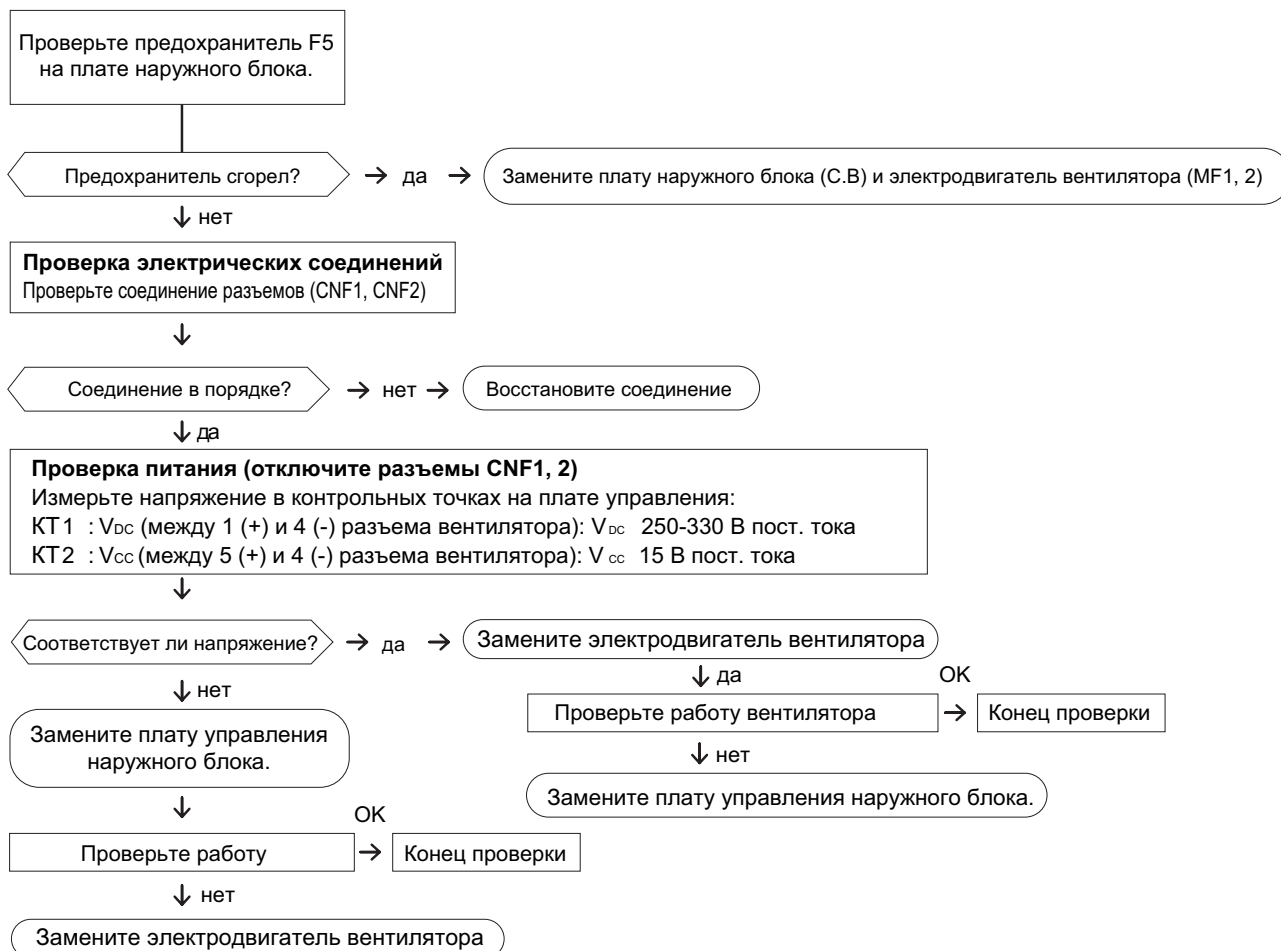 Проверьте предохранитель F5
на плате наружного блока.
Предохранитель сгорел?
да
Замените плату наружного блока (C.B) и электродвигатель вентилятора (MF1, 2)
нет
Проверка электрических соединений
Проверьте соединение разъемов (CNF1, CNF2)
Соединение в порядке?
нет
Восстановите соединение
да
Проверка питания (отключите разъемы CNF1, 2)
Измерьте напряжение в контрольных точках на плате управления:
КТ1 : VDC (между 1 (+) и 4 (-) разъема вентилятора): VDC 250-330 В пост. тока
КТ2 : VCC (между 5 (+) и 4 (-) разъема вентилятора): V CC 15 В пост. тока
Соответствует ли напряжение?
да
Замените электродвигатель вентилятора
да
OK
Проверьте работу вентилятора
Конец проверки
нет
Замените плату управления наружного блока.
нет
Замените плату управления
наружного блока.
OK
Проверьте работу
Конец проверки
нет
Замените электродвигатель вентилятора